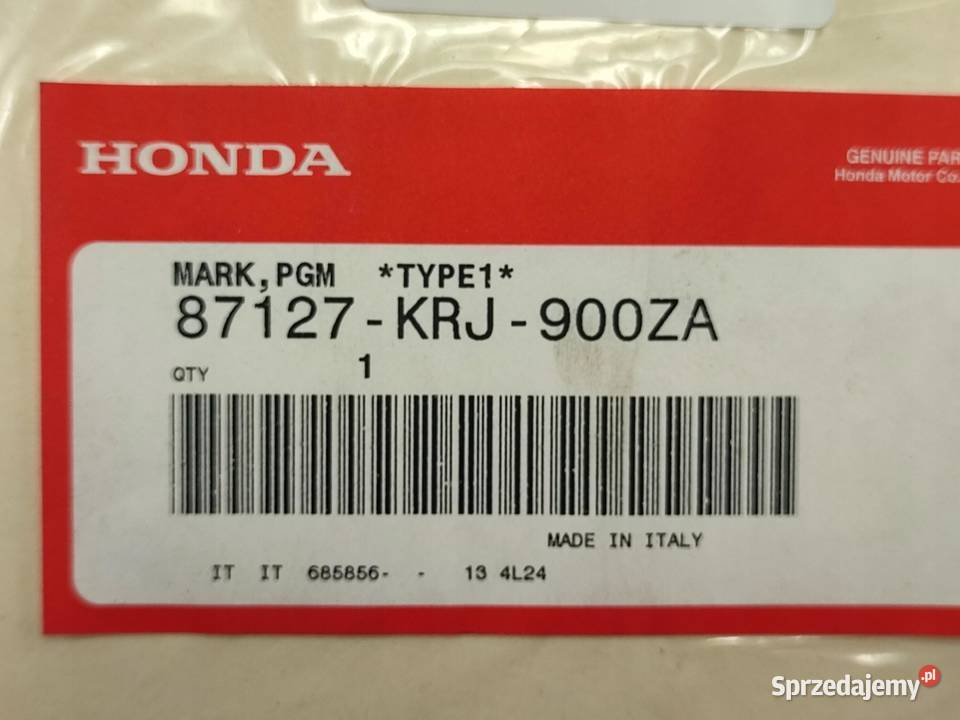 HONDA
GENUINE PAR
Honda Motor Co.
MARK,PGM *TYPE1*
87127-KRJ-900ZA
QTY 1
MADE IN ITALY
IT IT 685856- - 13 4L24
Sprzedajemy.pl